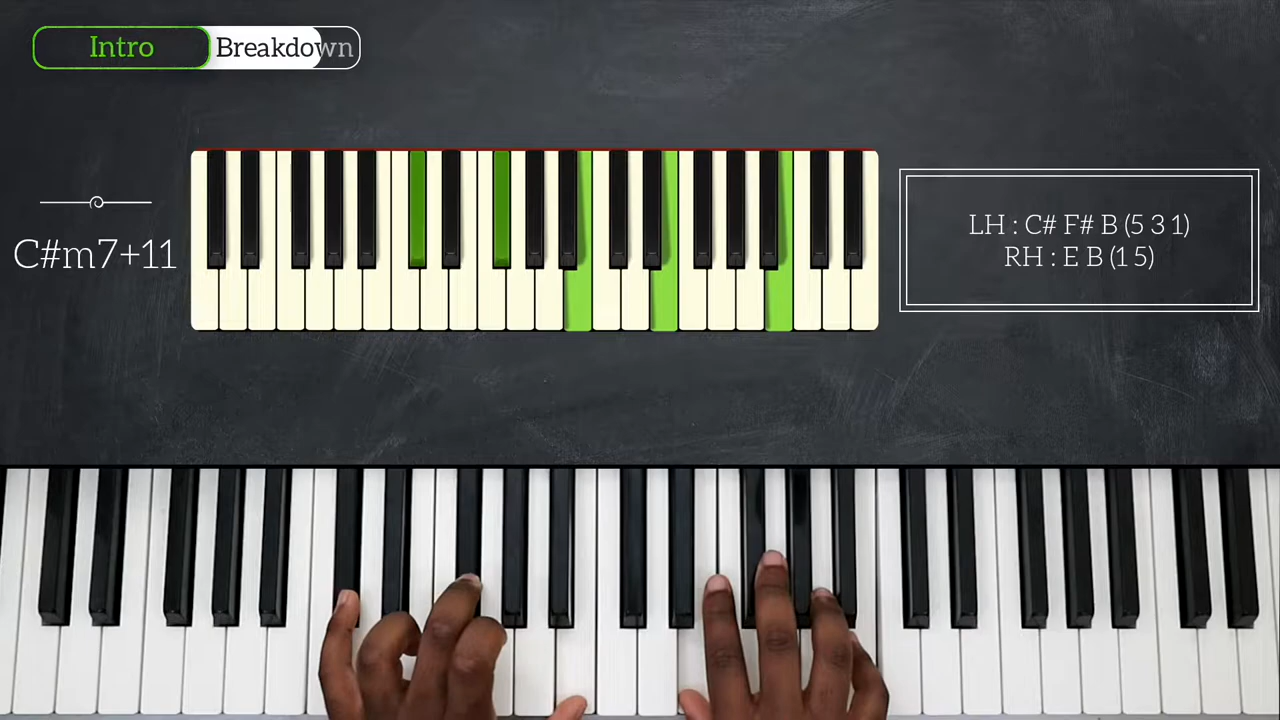 Intro
Breakdown
C#m7+11
LH : C# F# B (5 3 1)
RH : E B (1 5)